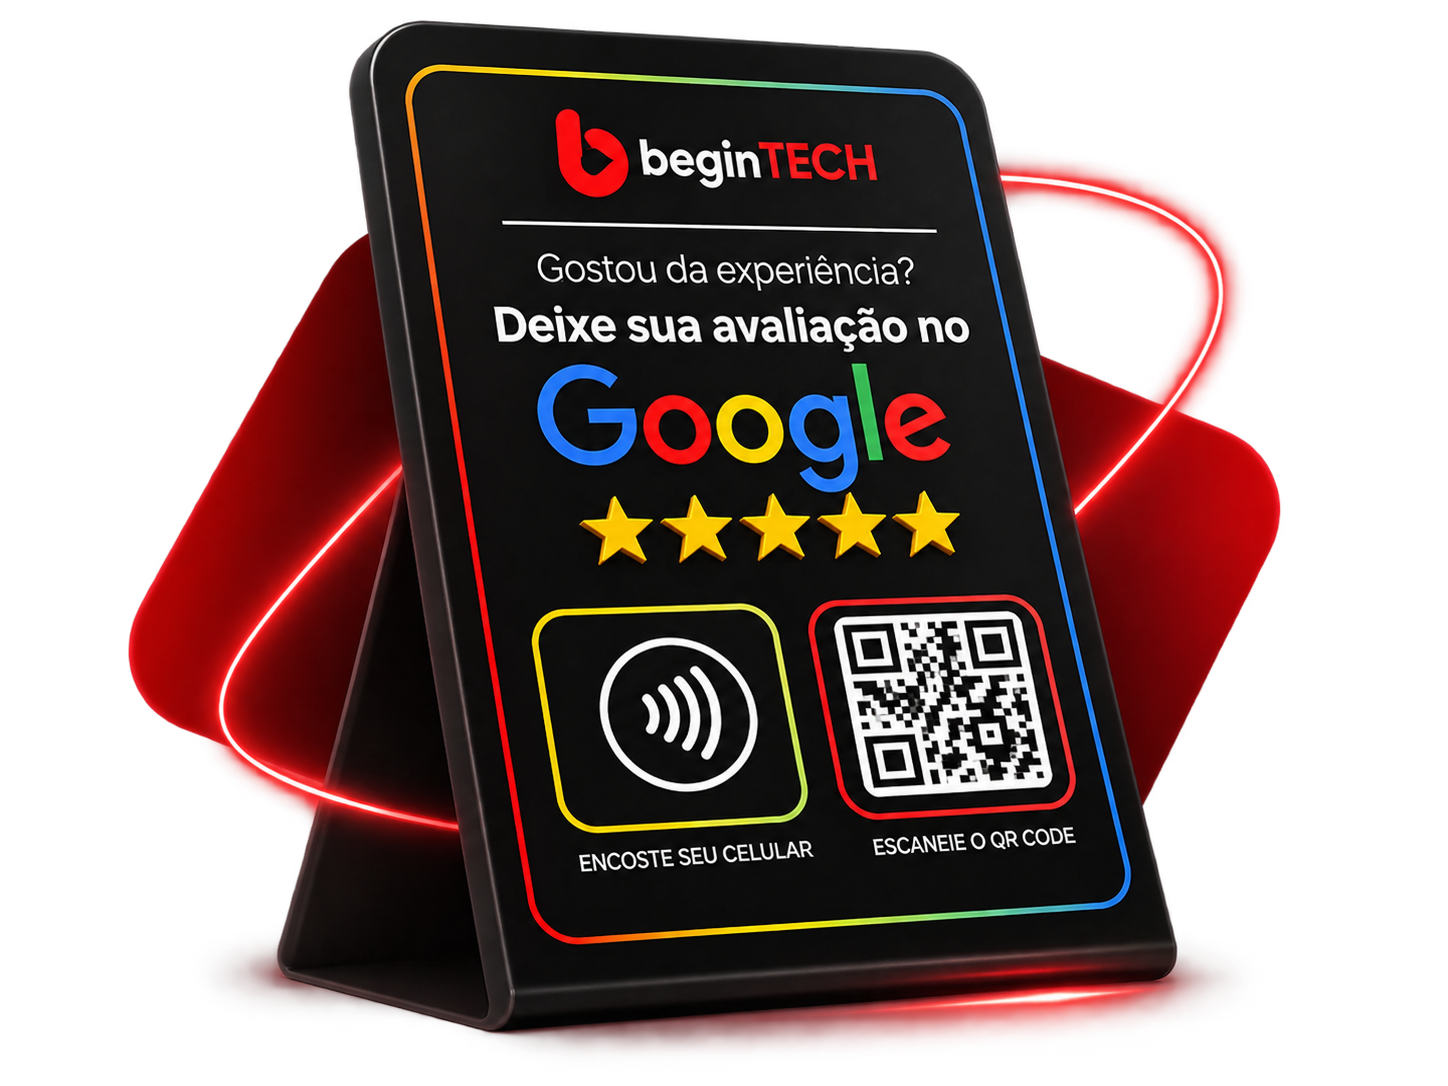 beginTECH
Gostou da experiência?
Deixe sua avaliação no
Google
ENCOSTE SEU CELULAR
ESCANEIE O QR CODE